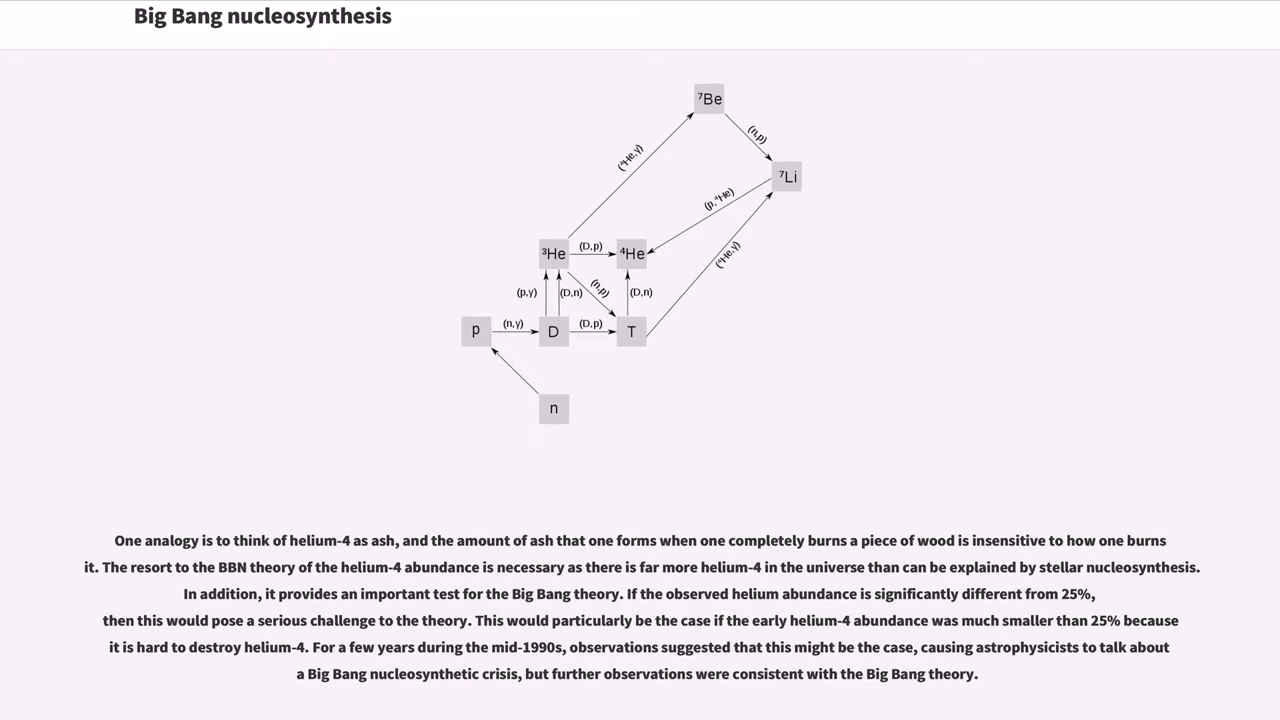 Big Bang nucleosynthesis
⁷Be
(n,p)
(⁴He,γ)
⁷Li
(p,⁴He)
³He
(D,p)
⁴He
(⁴He,γ)
(p,γ)
(D,n)
(n,p)
(D,n)
p
(n,γ)
D
(D,p)
T
n
One analogy is to think of helium-4 as ash, and the amount of ash that one forms when one completely burns a piece of wood is insensitive to how one burns
it. The resort to the BBN theory of the helium-4 abundance is necessary as there is far more helium-4 in the universe than can be explained by stellar nucleosynthesis.
In addition, it provides an important test for the Big Bang theory. If the observed helium abundance is significantly different from 25%,
then this would pose a serious challenge to the theory. This would particularly be the case if the early helium-4 abundance was much smaller than 25% because
it is hard to destroy helium-4. For a few years during the mid-1990s, observations suggested that this might be the case, causing astrophysicists to talk about
a Big Bang nucleosynthetic crisis, but further observations were consistent with the Big Bang theory.